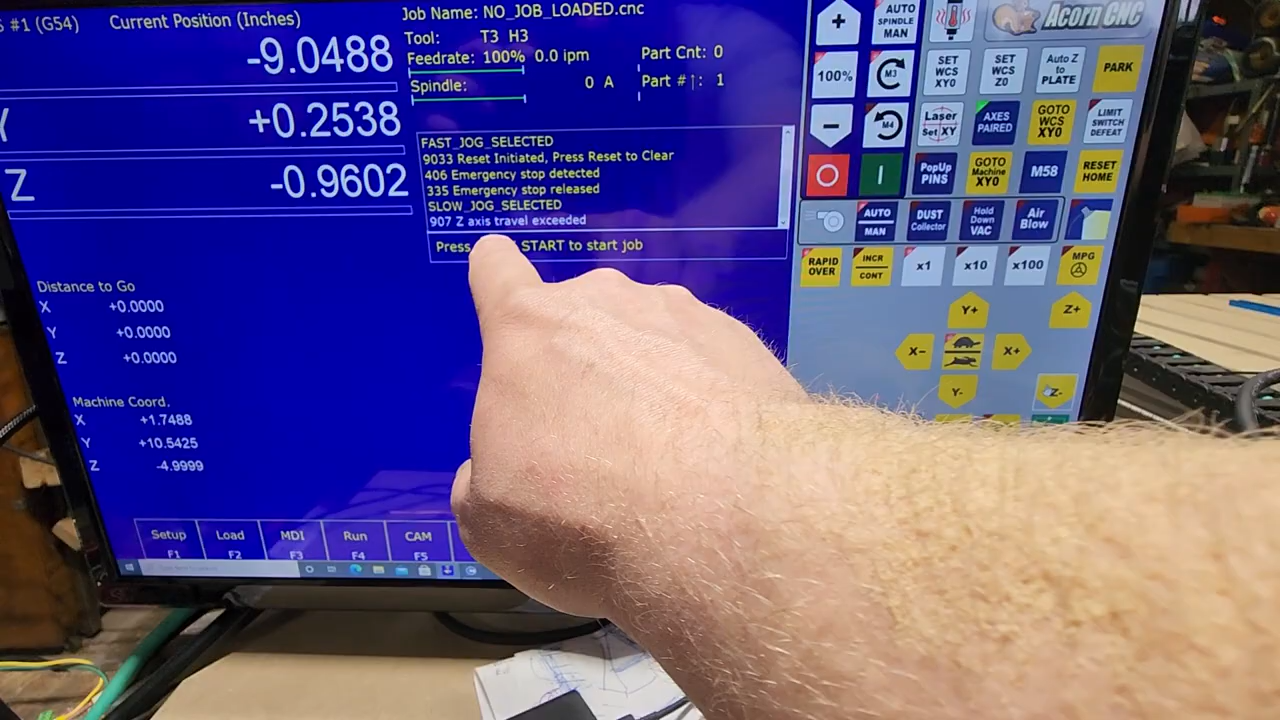 #1 (G54) Current Position (Inches)
-9.0488
Y +0.2538
Z -0.9602
Job Name: NO_JOB_LOADED.cnc
Tool: T3 H3
Feedrate: 100% 0.0 ipm Part Cnt: 0
Spindle: 0 A Part #↑: 1
FAST_JOG_SELECTED
9033 Reset Initiated, Press Reset to Clear
406 Emergency stop detected
335 Emergency stop released
SLOW_JOG_SELECTED
907 Z axis travel exceeded
Press START to start job
Distance to Go
X +0.0000
Y +0.0000
Z +0.0000
Machine Coord.
X +1.7488
Y +10.5425
Z -4.9999
Setup Load MDI Run CAM
F1 F2 F3 F4 F5
+
AUTO
SPINDLE
MAN
Acorn CNC
100%
M3
SET
WCS
XY0
SET
WCS
Z0
Auto Z
to
PLATE
PARK
−
M4
Laser
Set XY
AXES
PAIRED
GOTO
WCS
XY0
LIMIT
SWITCH
DEFEAT
PopUp
PINS
GOTO
Machine
XY0
M58
RESET
HOME
AUTO
MAN
DUST
Collector
Hold
Down
VAC
Air
Blow
RAPID
OVER
INCR
CONT
x1
x10
x100
MPG
Y+
Z+
X-
X+
Y-
Z-